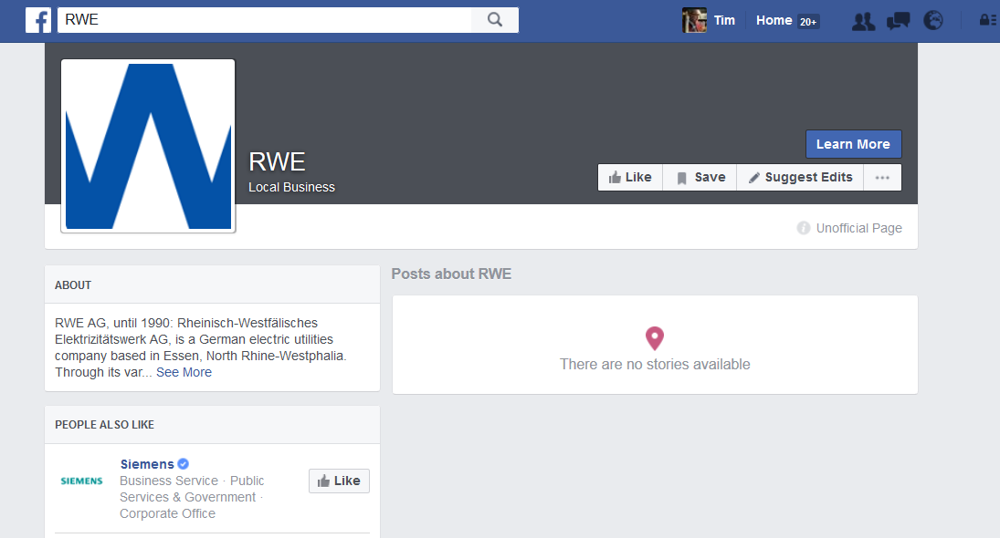 RWE
Tim
Home 20+
RWE
Local Business
Learn More
Like
Save
Suggest Edits
Unofficial Page
ABOUT
RWE AG, until 1990: Rheinisch-Westfälisches
Elektrizitätswerk AG, is a German electric utilities
company based in Essen, North Rhine-Westphalia.
Through its var... See More
PEOPLE ALSO LIKE
SIEMENS
Siemens
Business Service · Public
Services & Government ·
Corporate Office
Like
Posts about RWE
There are no stories available